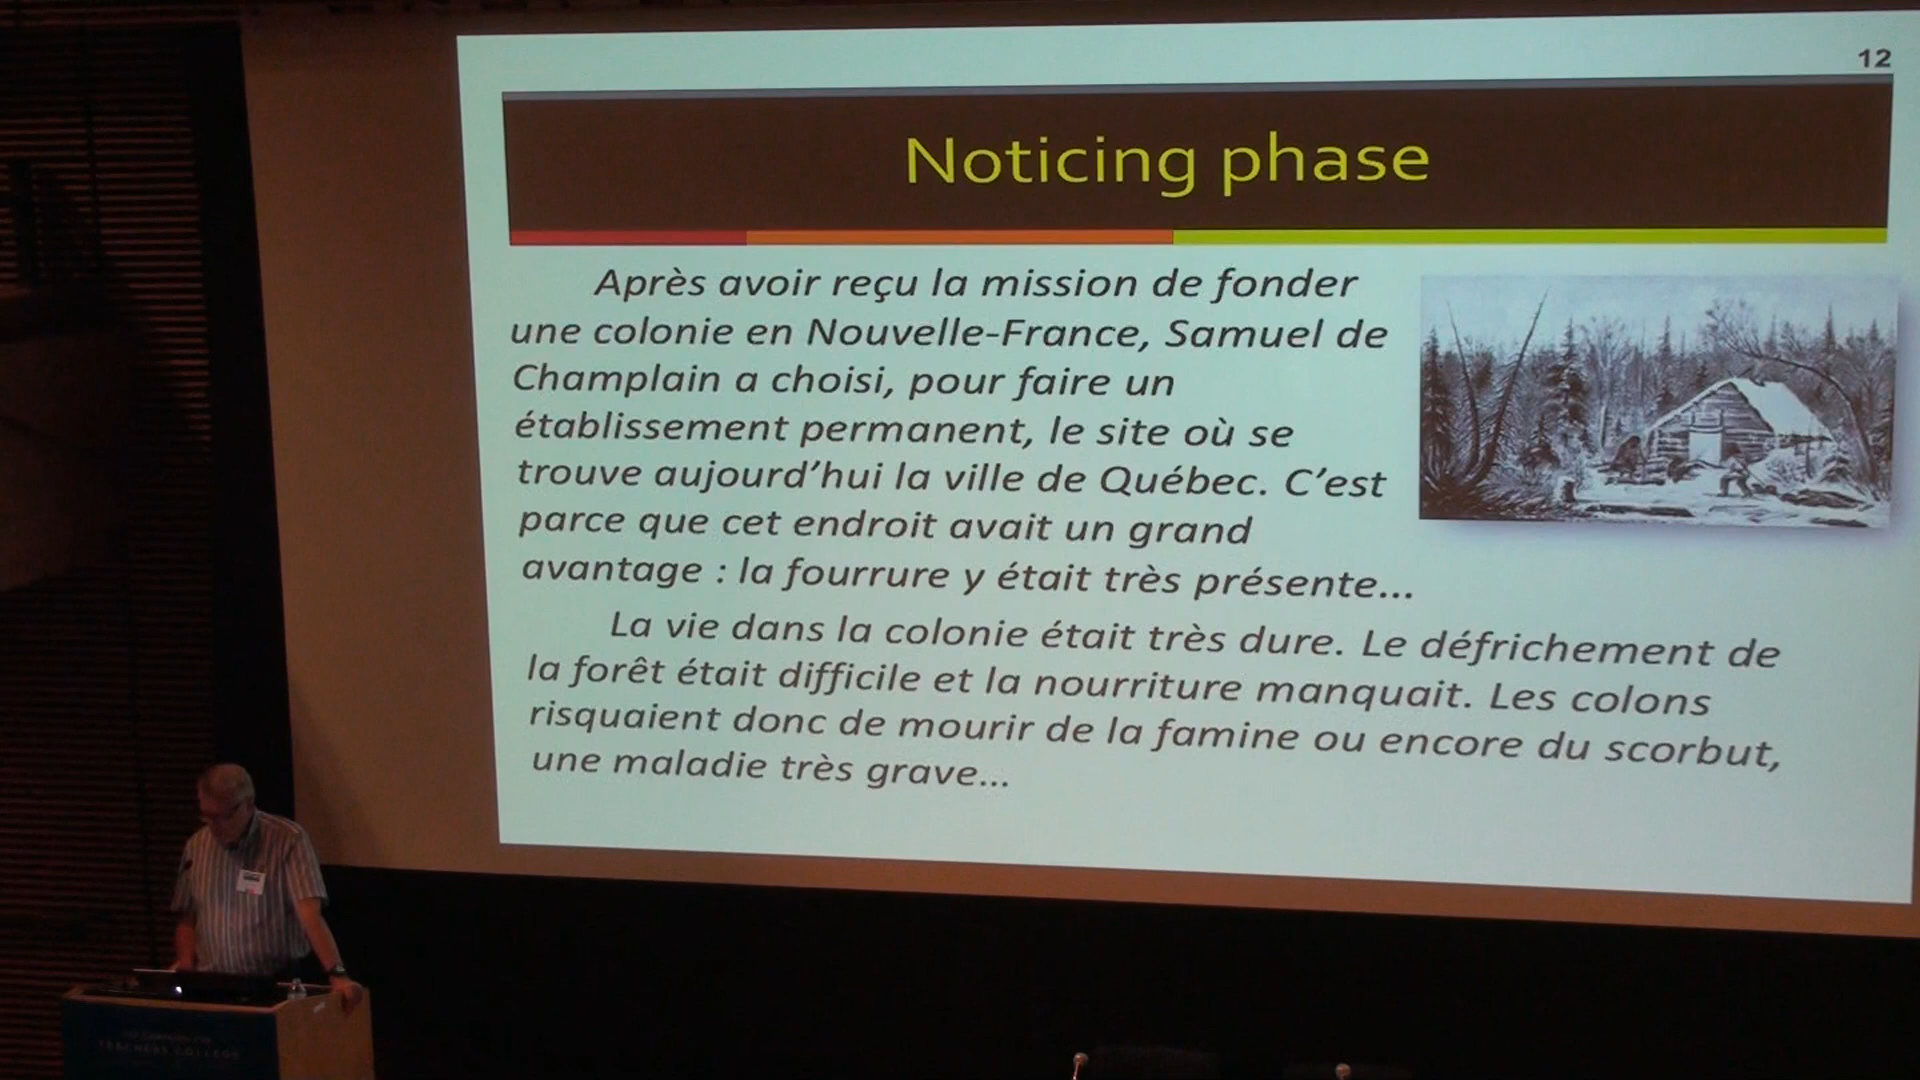 12
Noticing phase
Après avoir reçu la mission de fonder
une colonie en Nouvelle-France, Samuel de
Champlain a choisi, pour faire un
établissement permanent, le site où se
trouve aujourd’hui la ville de Québec. C’est
parce que cet endroit avait un grand
avantage : la fourrure y était très présente...
La vie dans la colonie était très dure. Le défrichement de
la forêt était difficile et la nourriture manquait. Les colons
risquaient donc de mourir de la famine ou encore du scorbut,
une maladie très grave...
TEACHERS COLLEGE